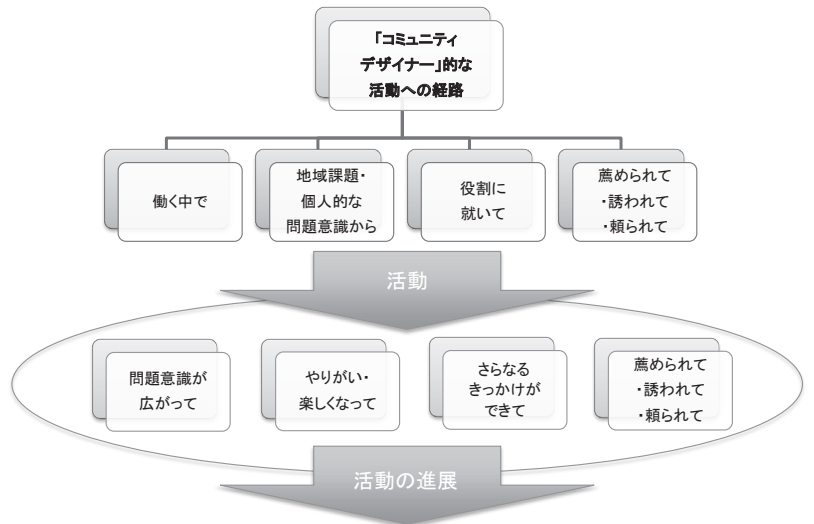 「コミュニティ
デザイナー」的な
活動への経路
働く中で
地域課題・
個人的な
問題意識から
役割に
就いて
薦められて
・誘われて
・頼られて
活動
問題意識が
広がって
やりがい・
楽しくなって
さらなる
きっかけが
できて
薦められて
・誘われて
・頼られて
活動の進展